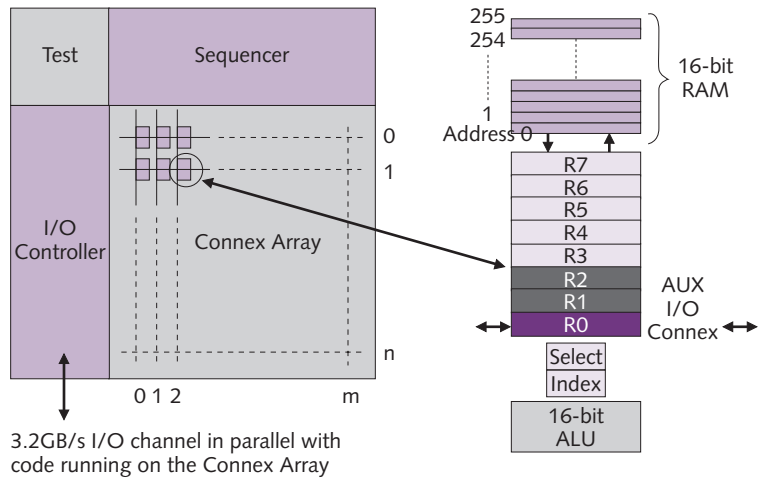 Test
Sequencer
I/O
Controller
Connex Array
0
1
n
0 1 2
m
3.2GB/s I/O channel in parallel with
code running on the Connex Array
255
254
1
Address 0
16-bit
RAM
R7
R6
R5
R4
R3
R2
R1
R0
AUX
I/O
Connex
Select
Index
16-bit
ALU